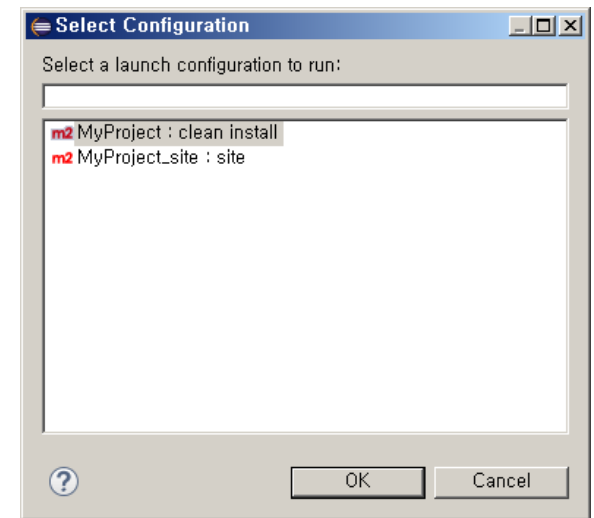 Select Configuration
Select a launch configuration to run:
m2 MyProject : clean install
m2 MyProject_site : site
?
OK
Cancel